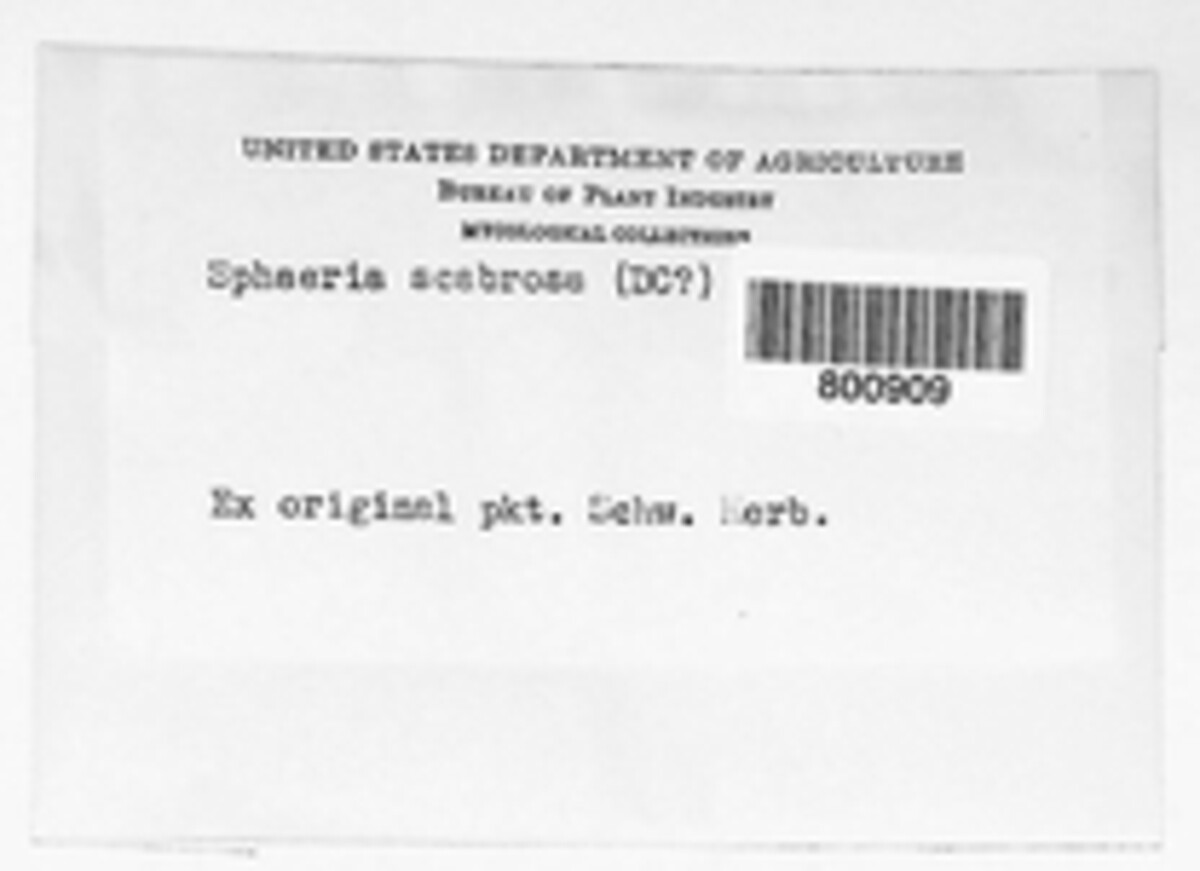 UNITED STATES DEPARTMENT OF AGRICULTURE
BUREAU OF PLANT INDUSTRY
MYCOLOGICAL COLLECTIONS
Sphaeria scabrosa (DC?)
800909
Ex original pkt. Schw. Herb.